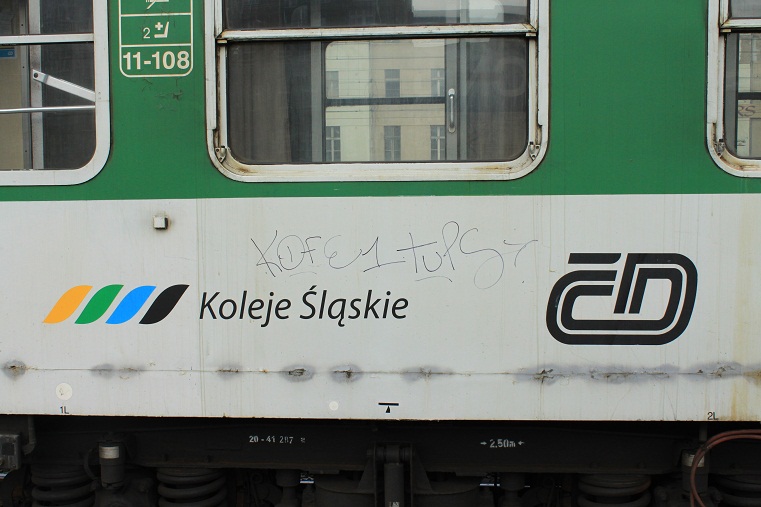 2
11-108
Koleje Śląskie
ČD
1L
2L
20-41 287
2,50m